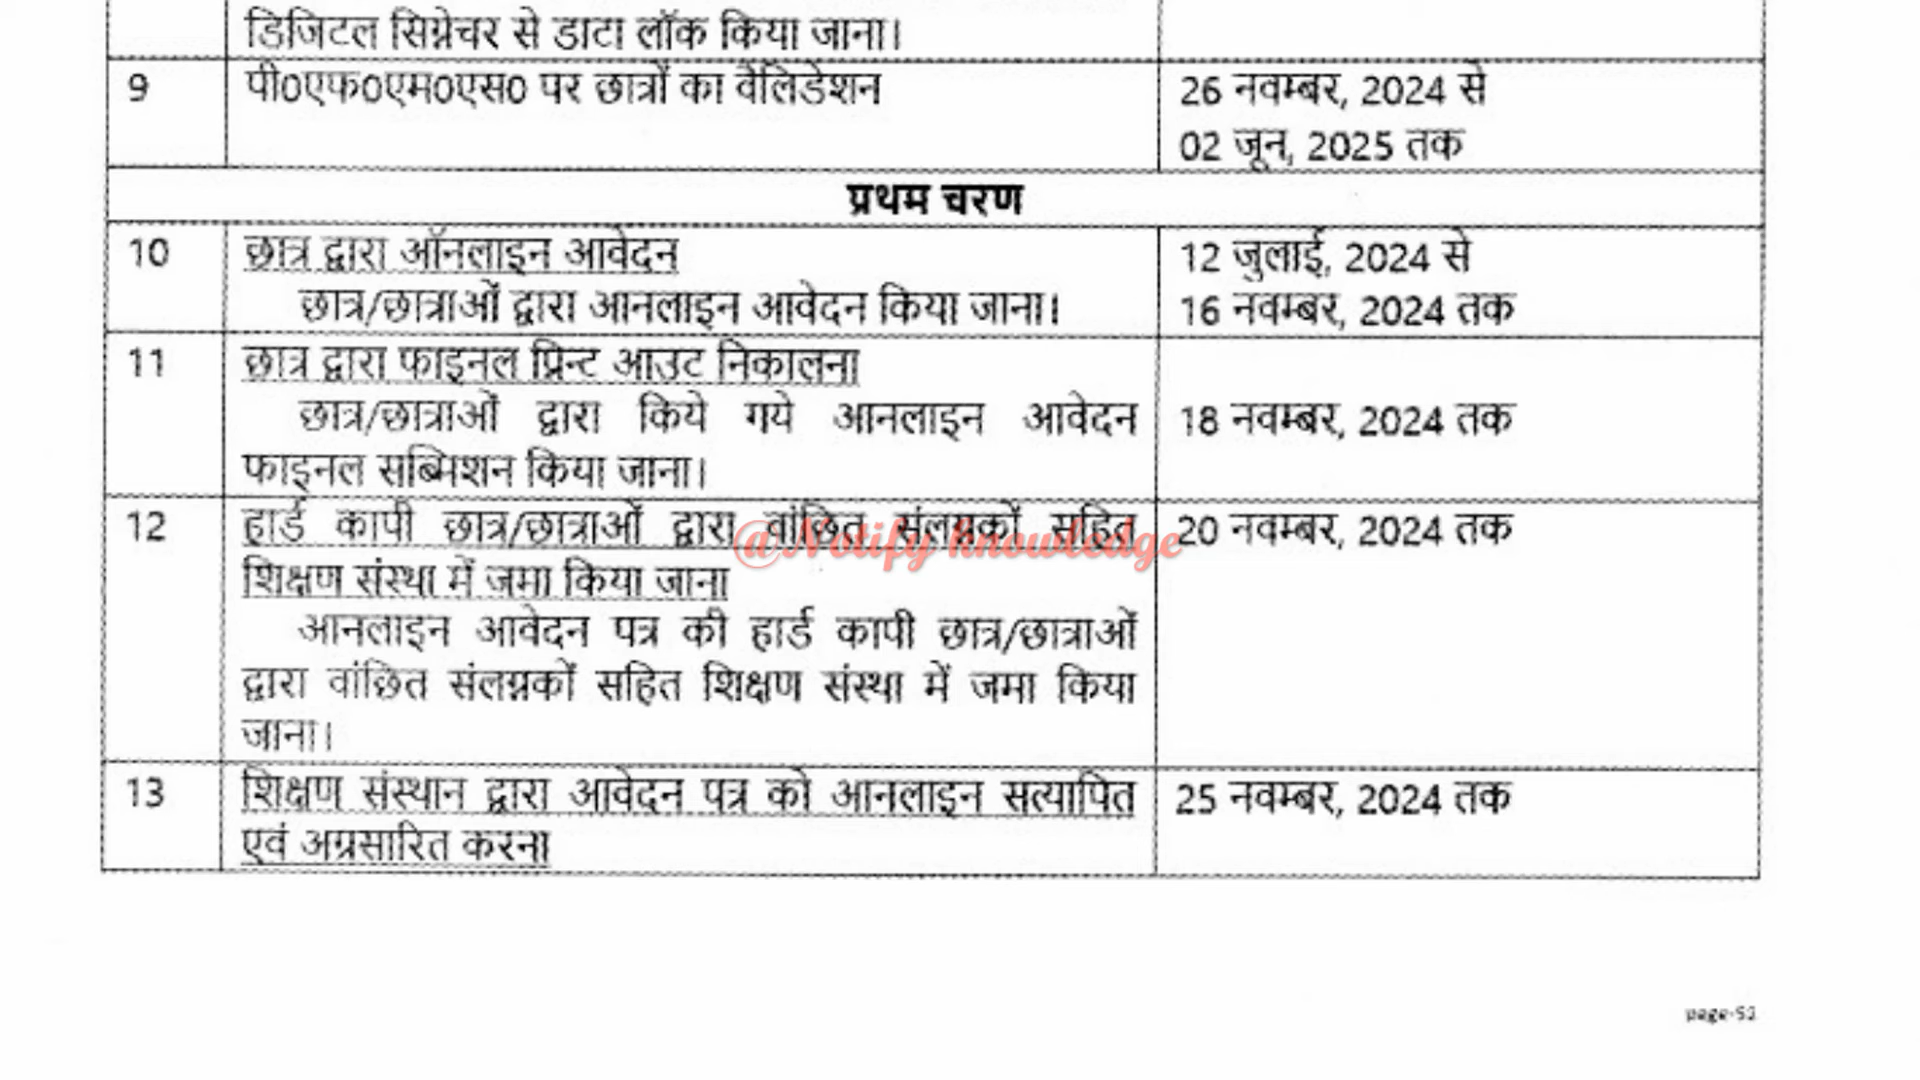 डिजिटल सिग्नेचर से डाटा लॉक किया जाना।
9 पी0एफ0एम0एस0 पर छात्रों का वैलिडेशन 26 नवम्बर, 2024 से
02 जून, 2025 तक
प्रथम चरण
10 छात्र द्वारा ऑनलाइन आवेदन 12 जुलाई, 2024 से
छात्र/छात्राओं द्वारा आनलाइन आवेदन किया जाना। 16 नवम्बर, 2024 तक
11 छात्र द्वारा फाइनल प्रिन्ट आउट निकालना
छात्र/छात्राओं द्वारा किये गये आनलाइन आवेदन 18 नवम्बर, 2024 तक
फाइनल सब्मिशन किया जाना।
12 हार्ड कापी छात्र/छात्राओं द्वारा वांछित संलग्नकों सहित 20 नवम्बर, 2024 तक
@Notify knowledge
शिक्षण संस्था में जमा किया जाना
आनलाइन आवेदन पत्र की हार्ड कापी छात्र/छात्राओं
द्वारा वांछित संलग्नकों सहित शिक्षण संस्था में जमा किया
जाना।
13 शिक्षण संस्थान द्वारा आवेदन पत्र को आनलाइन सत्यापित 25 नवम्बर, 2024 तक
एवं अग्रसारित करना
page-52